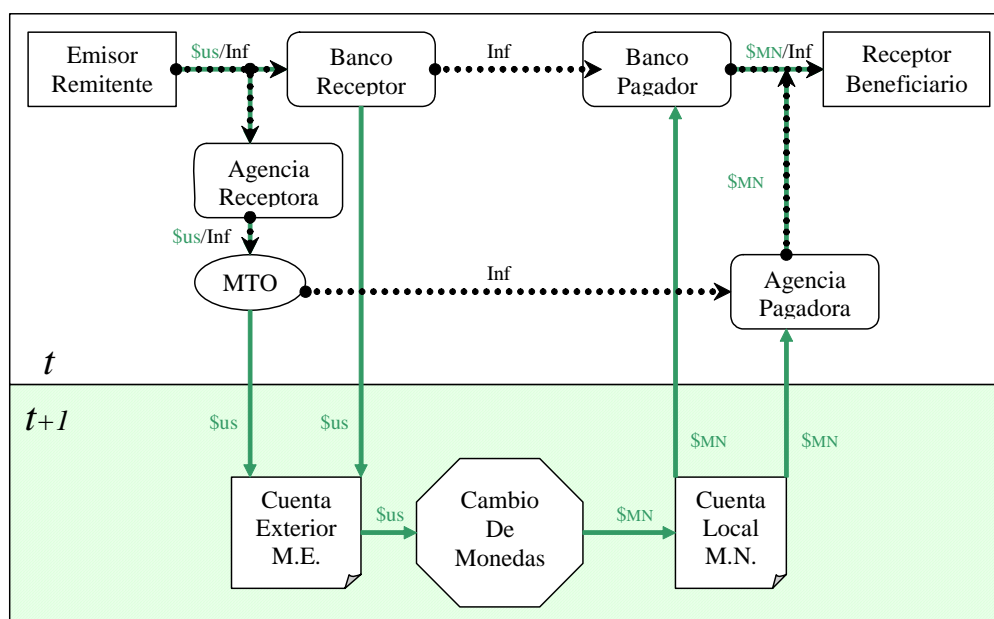 Emisor
Remitente
$us/Inf
Banco
Receptor
Inf
Banco
Pagador
$MN/Inf
Receptor
Beneficiario
Agencia
Receptora
$MN
$us/Inf
MTO
Inf
Agencia
Pagadora
t
t+1
$us
$us
$MN
$MN
Cuenta
Exterior
M.E.
$us
Cambio
De
Monedas
$MN
Cuenta
Local
M.N.